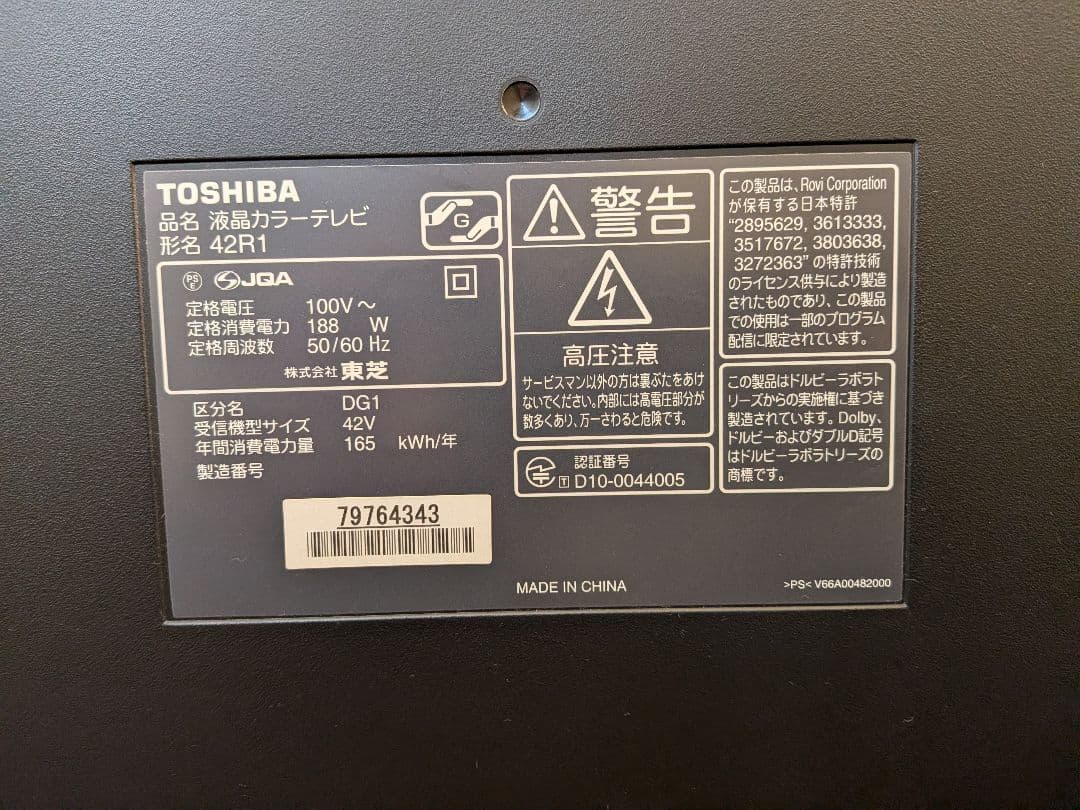 TOSHIBA
品名 液晶カラーテレビ
形名 42R1
G
PS
E
JQA
定格電圧 100V～
定格消費電力 188 W
定格周波数 50/60 Hz
株式会社 東芝
区分名 DG1
受信機型サイズ 42V
年間消費電力量 165 kWh/年
製造番号
79764343
警告
高圧注意
サービスマン以外の方は裏ぶたをあけ
ないでください。内部には高電圧部分が
数多くあり、万一さわると危険です。
認証番号
T D10-0044005
この製品は、Rovi Corporation
が保有する日本特許
“2895629, 3613333,
3517672, 3803638,
3272363” の特許技術
のライセンス供与により製造
されたものであり、この製品
での使用は一部のプログラム
配信に限定されています。
この製品はドルビーラボラト
リーズからの実施権に基づき
製造されています。Dolby、
ドルビーおよびダブルD記号
はドルビーラボラトリーズの
商標です。
MADE IN CHINA
>PS< V66A00482000